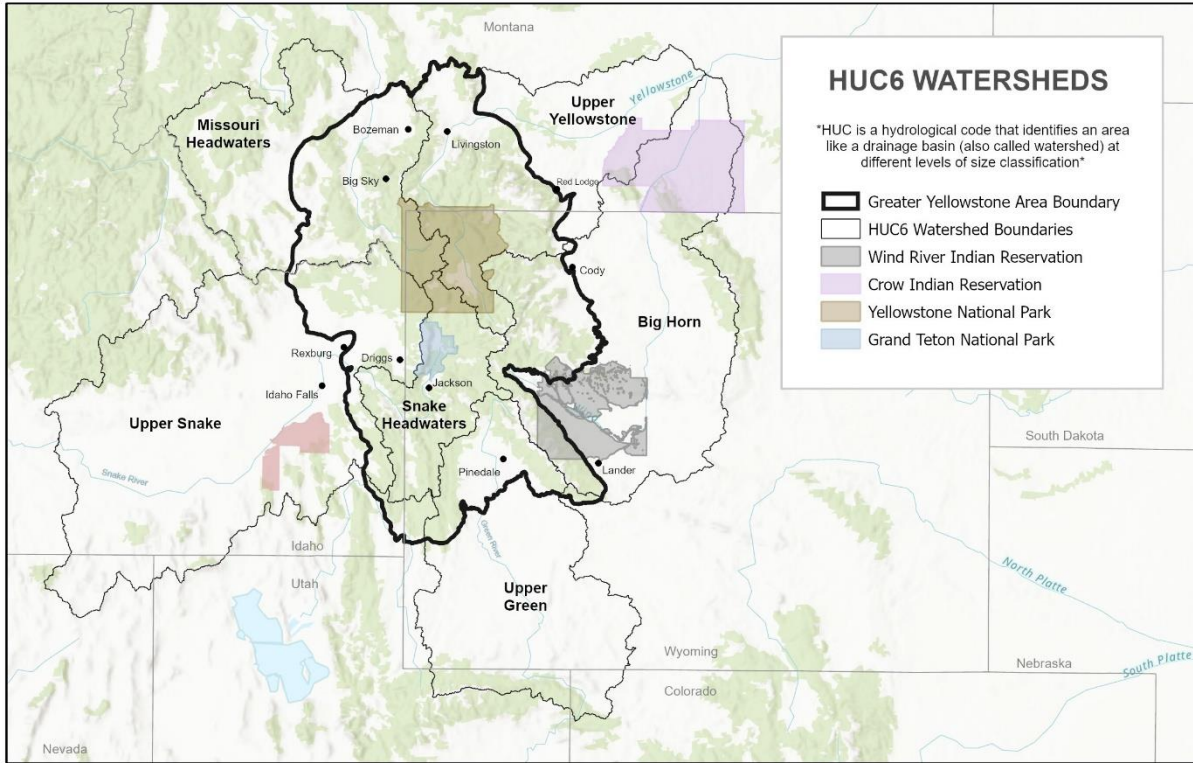 Montana
HUC6 WATERSHEDS
*HUC is a hydrological code that identifies an area
like a drainage basin (also called watershed) at
different levels of size classification*
Greater Yellowstone Area Boundary
HUC6 Watershed Boundaries
Wind River Indian Reservation
Crow Indian Reservation
Yellowstone National Park
Grand Teton National Park
Upper
Yellowstone
Yellowstone
Missouri
Headwaters
Bozeman
Livingston
Big Sky
Red Lodge
Cody
Big Horn
Rexburg
Driggs
Idaho Falls
Jackson
Snake
Headwaters
Upper Snake
Pinedale
Lander
Snake River
Green River
South Dakota
Idaho
Utah
Upper
Green
North Platte
Wyoming
Nebraska
South Platte
Colorado
Nevada